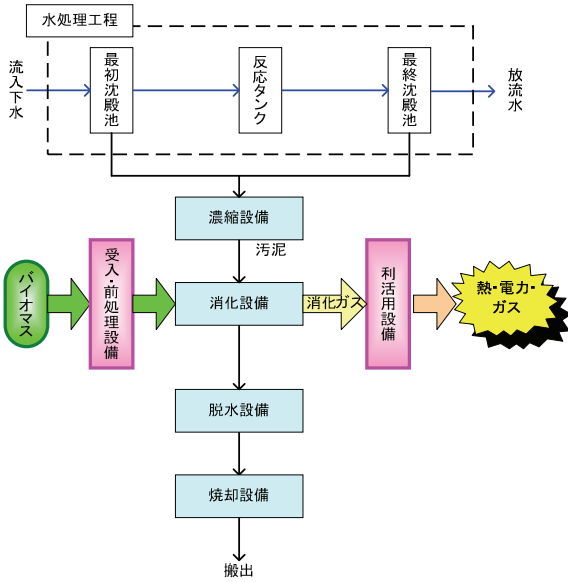 水処理工程
流入下水
最初沈殿池
反応タンク
最終沈殿池
放流水
濃縮設備
汚泥
バイオマス
受入・前処理設備
消化設備
消化ガス
利活用設備
熱・電力・
ガス
脱水設備
焼却設備
搬出